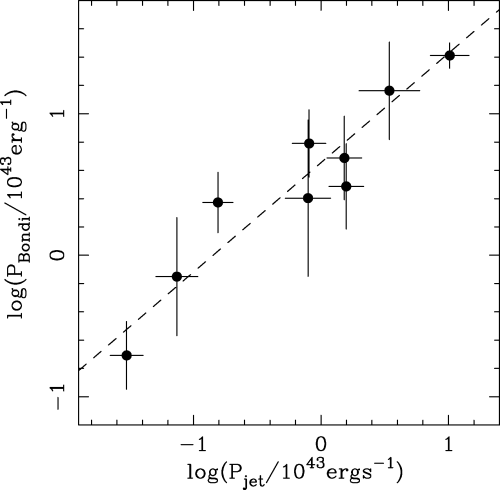 log(P_Bondi/10^43erg^−1)
1
0
−1
−1 0 1
log(P_jet/10^43ergs^−1)